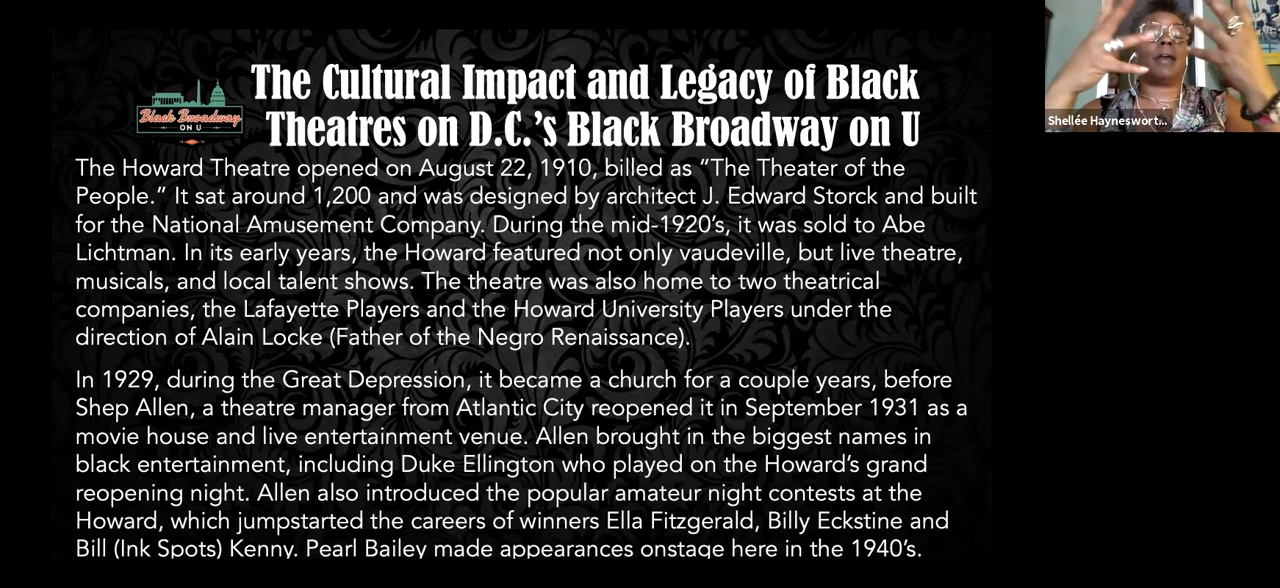 The Cultural Impact and Legacy of Black
Theatres on D.C.’s Black Broadway on U
Black Broadway
ON U
The Howard Theatre opened on August 22, 1910, billed as “The Theater of the
People.” It sat around 1,200 and was designed by architect J. Edward Storck and built
for the National Amusement Company. During the mid-1920’s, it was sold to Abe
Lichtman. In its early years, the Howard featured not only vaudeville, but live theatre,
musicals, and local talent shows. The theatre was also home to two theatrical
companies, the Lafayette Players and the Howard University Players under the
direction of Alain Locke (Father of the Negro Renaissance).
In 1929, during the Great Depression, it became a church for a couple years, before
Shep Allen, a theatre manager from Atlantic City reopened it in September 1931 as a
movie house and live entertainment venue. Allen brought in the biggest names in
black entertainment, including Duke Ellington who played on the Howard’s grand
reopening night. Allen also introduced the popular amateur night contests at the
Howard, which jumpstarted the careers of winners Ella Fitzgerald, Billy Eckstine and
Bill (Ink Spots) Kenny. Pearl Bailey made appearances onstage here in the 1940’s.
Shellée Hayneswort...